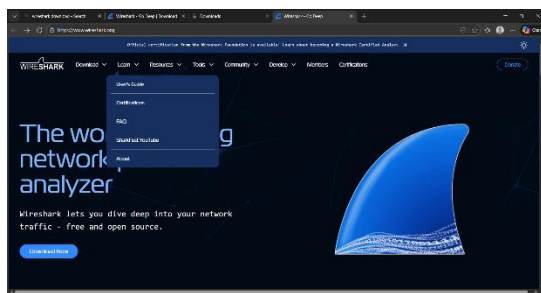 Wireshark - Go Deep | Download
Downloads
Wireshark - Go Deep
https://www.wireshark.org
Official certification from the Wireshark Foundation is available! Learn about becoming a Wireshark Certified Analyst
WIRESHARK Download Learn Resources Tools Community Develop Members Certifications Donate
User's Guide
Certifications
FAQ
SharkFest YouTube
About
The wo g
network
analyzer
Wireshark lets you dive deep into your network
traffic - free and open source.
Download Now